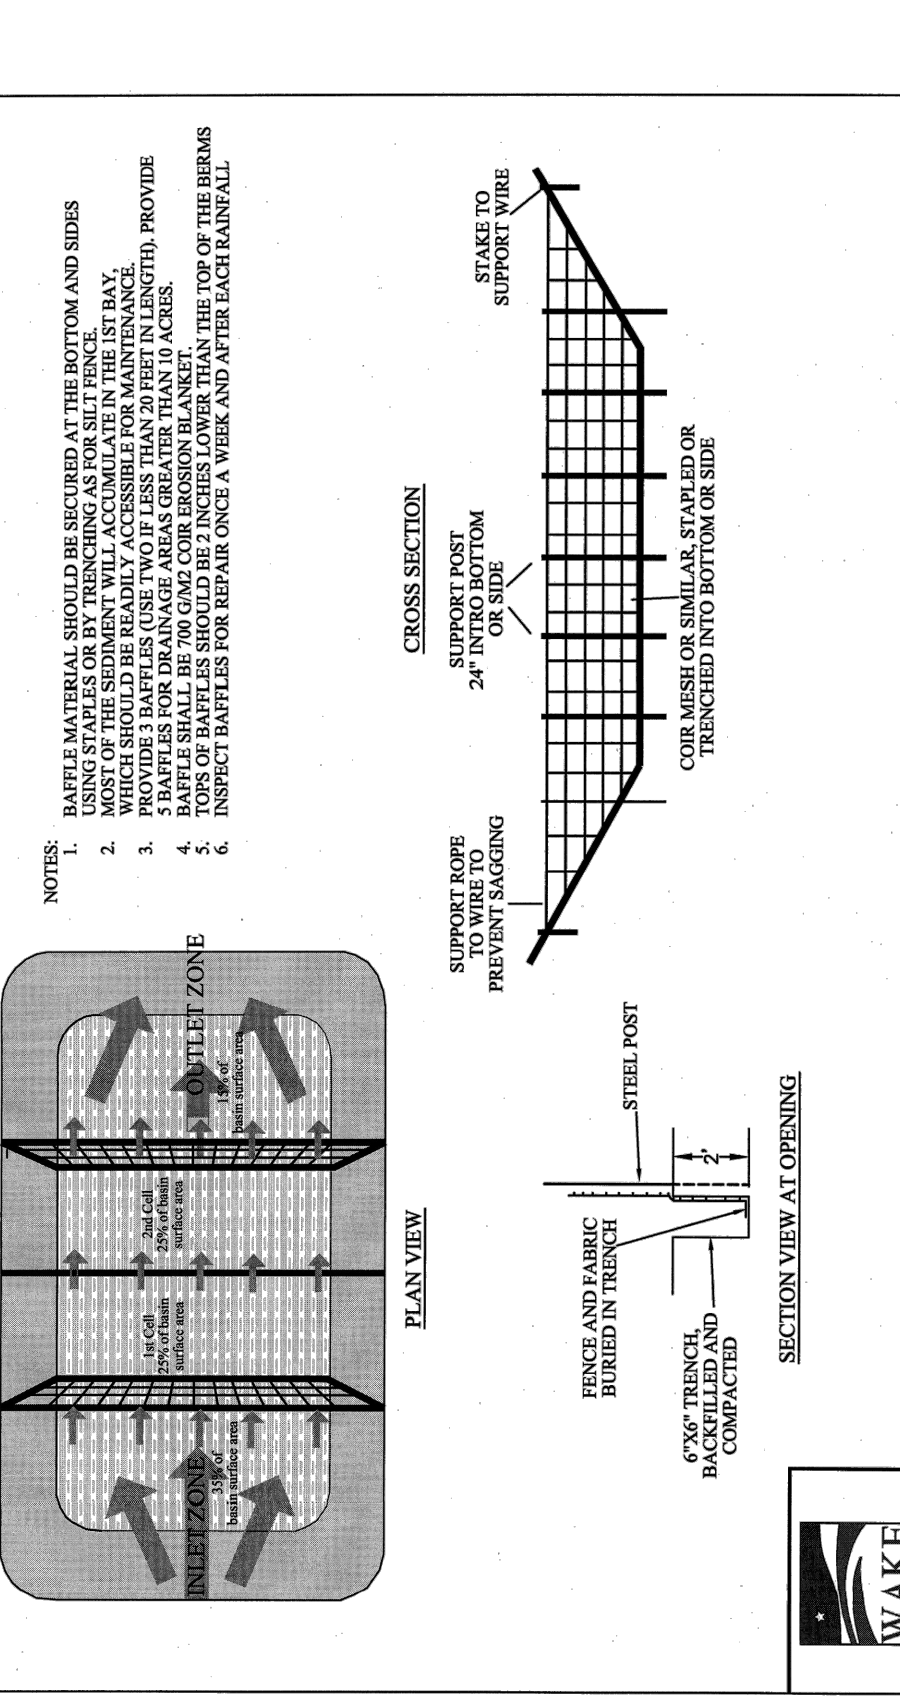 INLET ZONE
35% of
basin surface area
1st Cell
25% of basin
surface area
2nd Cell
25% of basin
surface area
OUTLET ZONE
15% of
basin surface area
PLAN VIEW
NOTES:
1. BAFFLE MATERIAL SHOULD BE SECURED AT THE BOTTOM AND SIDES
USING STAPLES OR BY TRENCHING AS FOR SILT FENCE.
2. MOST OF THE SEDIMENT WILL ACCUMULATE IN THE 1ST BAY,
WHICH SHOULD BE READILY ACCESSIBLE FOR MAINTENANCE.
3. PROVIDE 3 BAFFLES (USE TWO IF LESS THAN 20 FEET IN LENGTH). PROVIDE
5 BAFFLES FOR DRAINAGE AREAS GREATER THAN 10 ACRES.
4. BAFFLE SHALL BE 700 G/M2 COIR EROSION BLANKET.
5. TOPS OF BAFFLES SHOULD BE 2 INCHES LOWER THAN THE TOP OF THE BERMS
6. INSPECT BAFFLES FOR REPAIR ONCE A WEEK AND AFTER EACH RAINFALL
CROSS SECTION
SUPPORT ROPE
TO WIRE TO
PREVENT SAGGING
SUPPORT POST
24" INTRO BOTTOM
OR SIDE
STAKE TO
SUPPORT WIRE
COIR MESH OR SIMILAR, STAPLED OR
TRENCHED INTO BOTTOM OR SIDE
FENCE AND FABRIC
BURIED IN TRENCH
STEEL POST
2'
6"X6" TRENCH,
BACKFILLED AND
COMPACTED
SECTION VIEW AT OPENING
WAKE